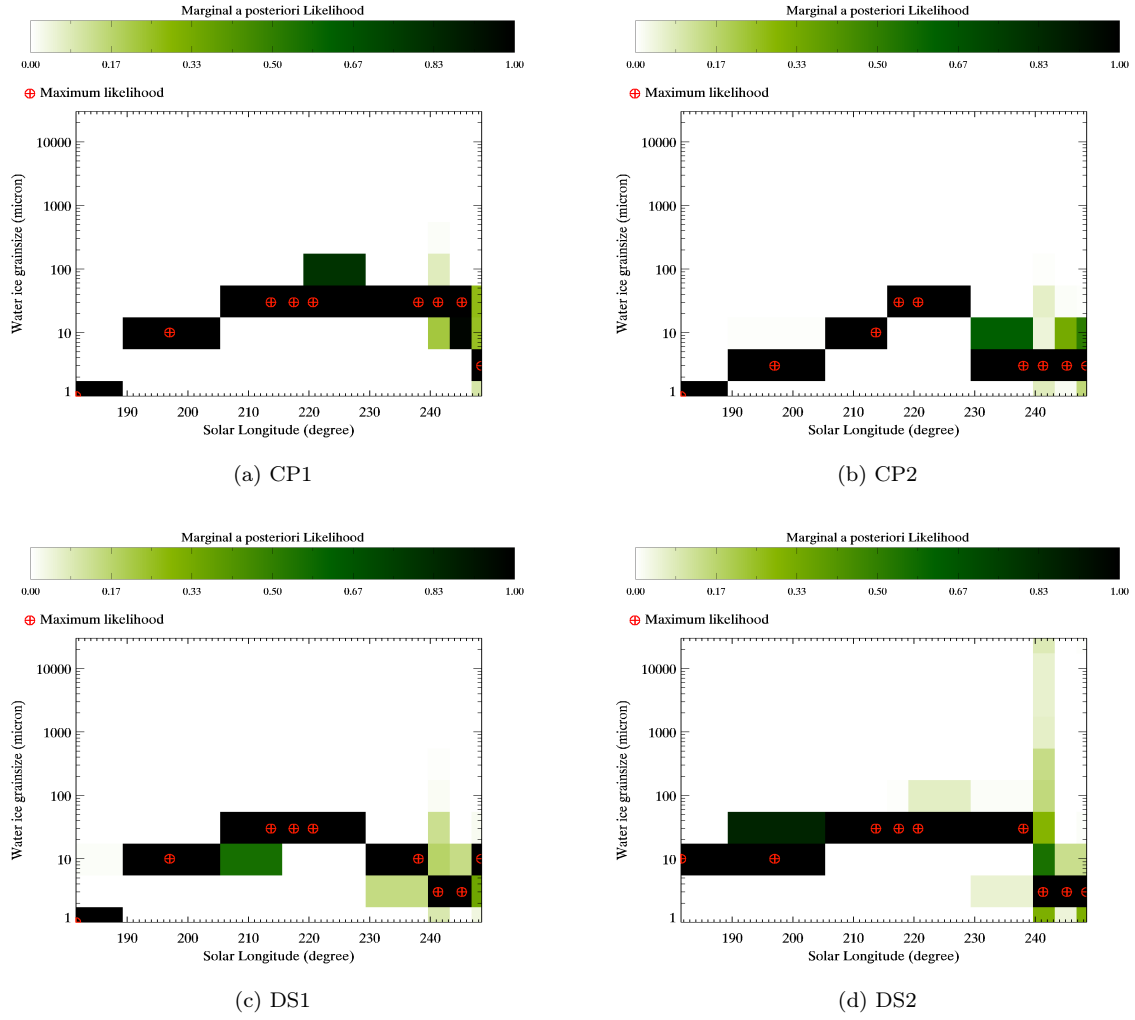 Marginal a posteriori Likelihood
0.00 0.17 0.33 0.50 0.67 0.83 1.00
Maximum likelihood
Water ice grainsize (micron)
10000
1000
100
10
1
190 200 210 220 230 240
Solar Longitude (degree)
(a) CP1
Marginal a posteriori Likelihood
0.00 0.17 0.33 0.50 0.67 0.83 1.00
Maximum likelihood
Water ice grainsize (micron)
10000
1000
100
10
1
190 200 210 220 230 240
Solar Longitude (degree)
(b) CP2
Marginal a posteriori Likelihood
0.00 0.17 0.33 0.50 0.67 0.83 1.00
Maximum likelihood
Water ice grainsize (micron)
10000
1000
100
10
1
190 200 210 220 230 240
Solar Longitude (degree)
(c) DS1
Marginal a posteriori Likelihood
0.00 0.17 0.33 0.50 0.67 0.83 1.00
Maximum likelihood
Water ice grainsize (micron)
10000
1000
100
10
1
190 200 210 220 230 240
Solar Longitude (degree)
(d) DS2